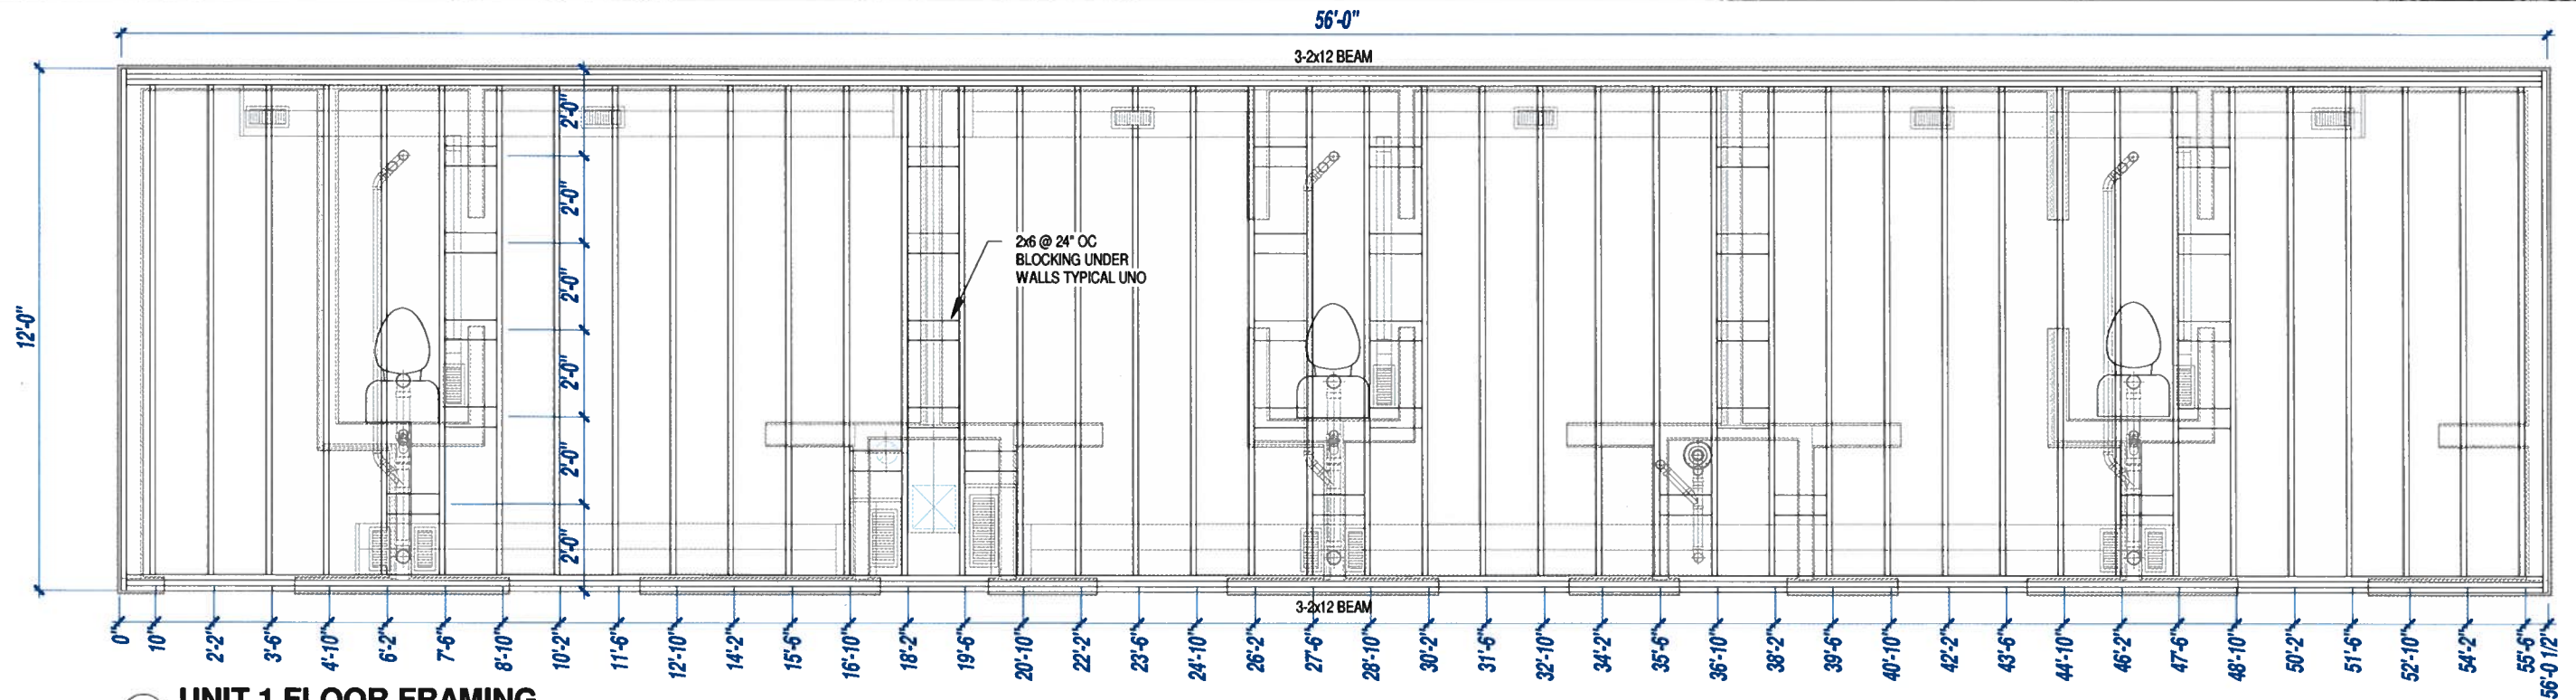 56'-0"
3-2x12 BEAM
12'-0"
2'-0"
2'-0"
2'-0"
2'-0"
2'-0"
2'-0"
2x6 @ 24" OC
BLOCKING UNDER
WALLS TYPICAL UNO
3-2x12 BEAM
0" 10" 2'-2" 3'-6" 4'-10" 6'-2" 7'-6" 8'-10" 10'-2" 11'-6" 12'-10" 14'-2" 15'-6" 16'-10" 18'-2" 19'-6" 20'-10" 22'-2" 23'-6" 24'-10" 26'-2" 27'-6" 28'-10" 30'-2" 31'-6" 32'-10" 34'-2" 35'-6" 36'-10" 38'-2" 39'-6" 40'-10" 42'-2" 43'-6" 44'-10" 46'-2" 47'-6" 48'-10" 50'-2" 51'-6" 52'-10" 54'-2" 55'-6" 56'-0 1/2"
UNIT 1 FLOOR FRAMING